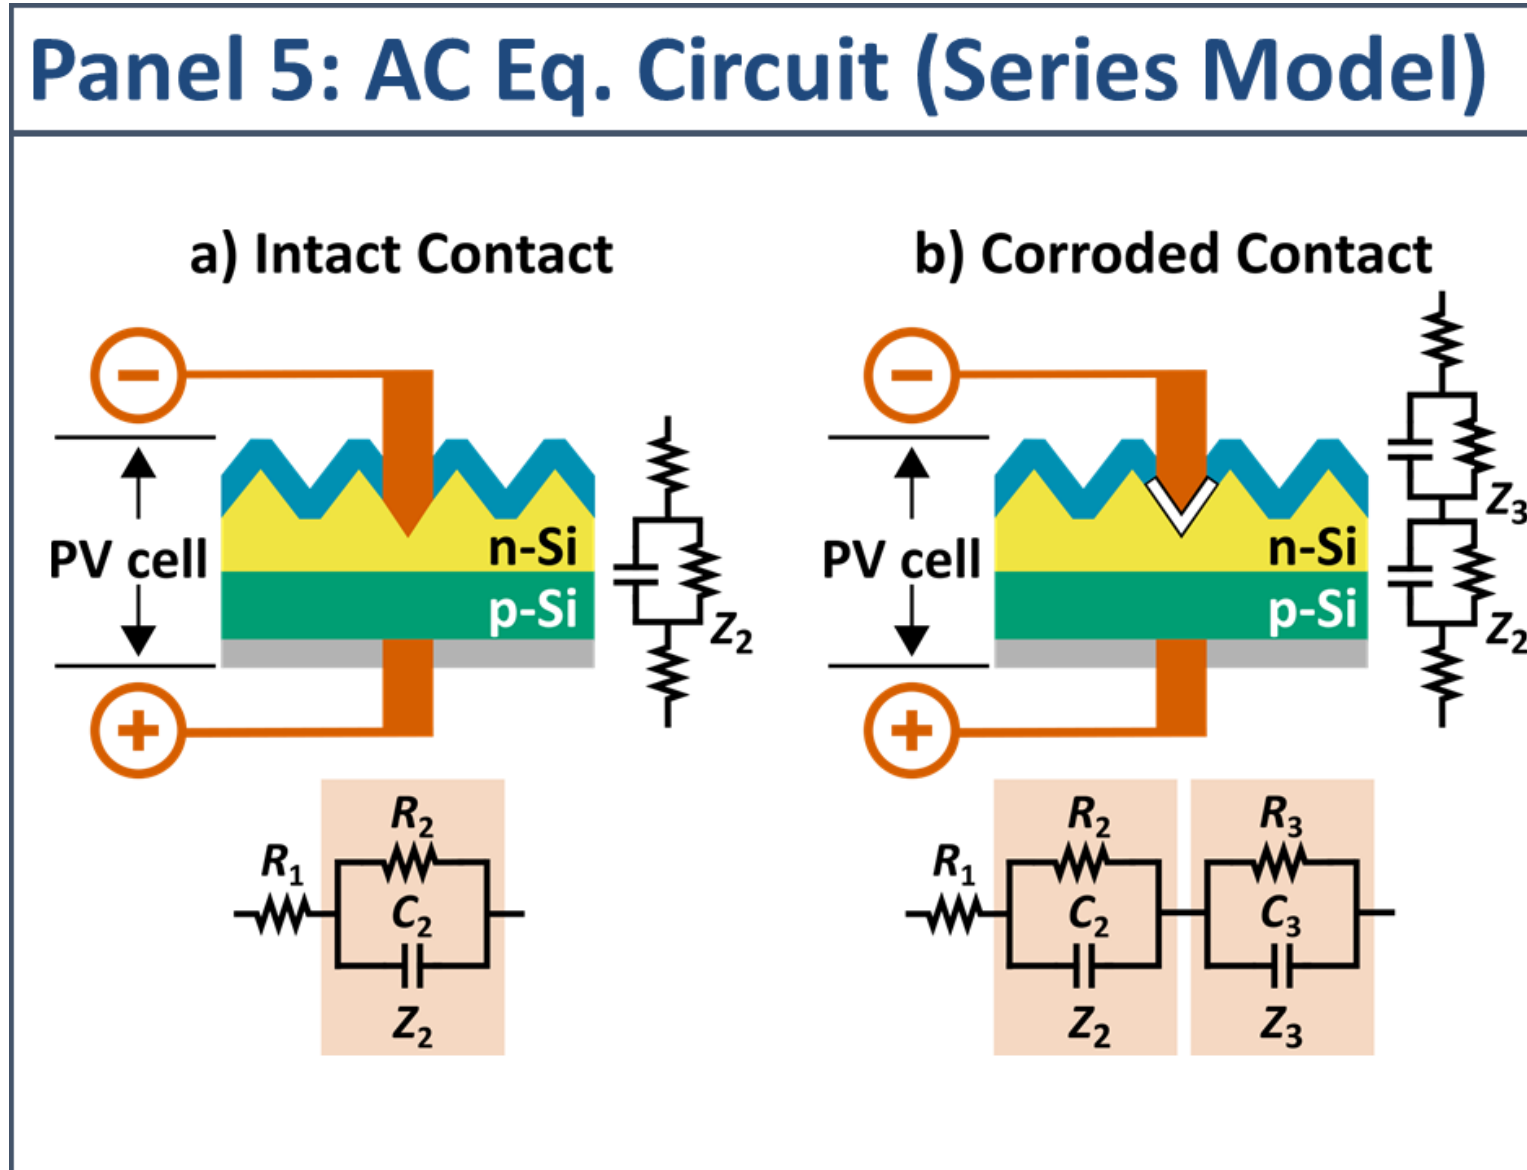 Panel 5: AC Eq. Circuit (Series Model)
a) Intact Contact
−
PV cell
n-Si
p-Si
Z2
+
R1
R2
C2
Z2
b) Corroded Contact
−
PV cell
n-Si
p-Si
Z3
Z2
+
R1
R2
C2
Z2
R3
C3
Z3